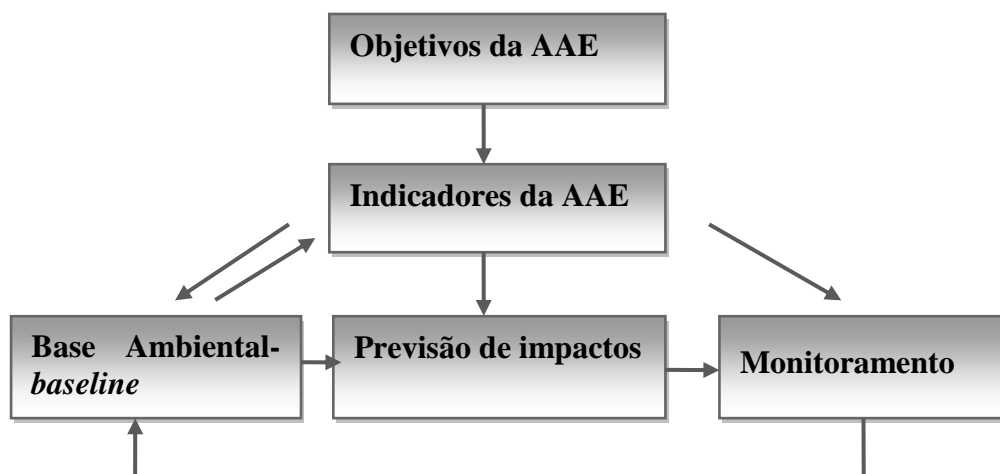 Objetivos da AAE
Indicadores da AAE
Base Ambiental-
baseline
Previsão de impactos
Monitoramento